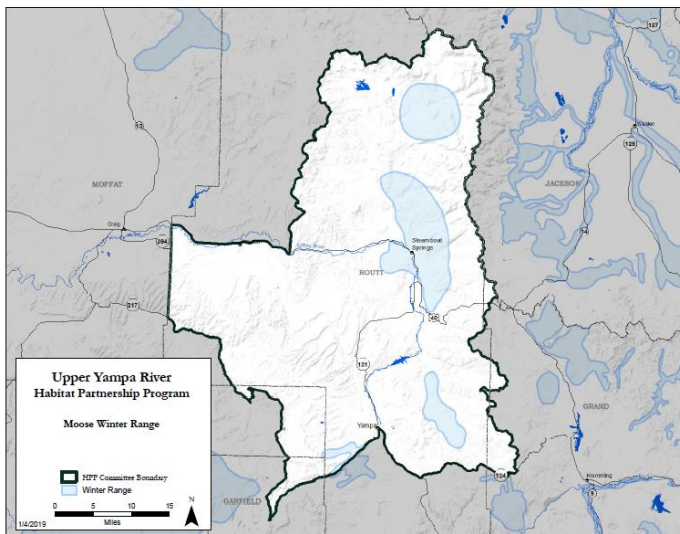 127
Walden
125
13
MOFFAT
JACKSON
14
Craig
394
Yampa River
Steamboat
Springs
ROUTT
317
40
131
GRAND
Yampa
134
Kremmling
9
GARFIELD
Upper Yampa River
Habitat Partnership Program
Moose Winter Range
HPP Committee Boundary
Winter Range
0 5 10 15
Miles
N
1/4/2019